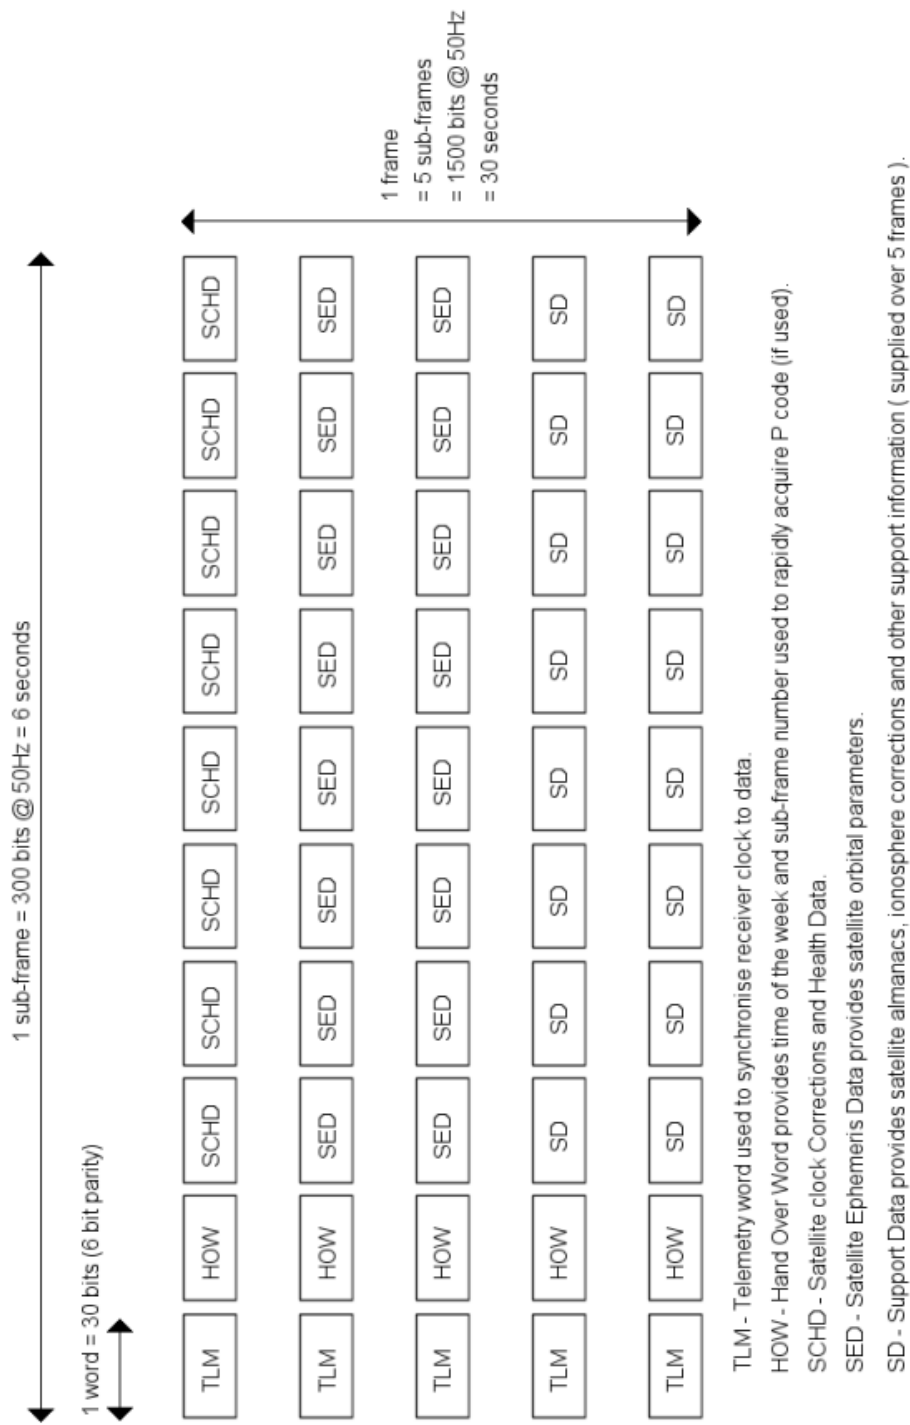 1 sub-frame = 300 bits @ 50Hz = 6 seconds
1 word = 30 bits (6 bit parity)
TLM HOW SCHD SCHD SCHD SCHD SCHD SCHD SCHD SCHD
TLM HOW SED SED SED SED SED SED SED SED
TLM HOW SED SED SED SED SED SED SED SED
TLM HOW SD SD SD SD SD SD SD SD
TLM HOW SD SD SD SD SD SD SD SD
1 frame
= 5 sub-frames
= 1500 bits @ 50Hz
= 30 seconds
TLM - Telemetry word used to synchronise receiver clock to data.
HOW - Hand Over Word provides time of the week and sub-frame number used to rapidly acquire P code (if used).
SCHD - Satellite clock Corrections and Health Data.
SED - Satellite Ephemeris Data provides satellite orbital parameters.
SD - Support Data provides satellite almanacs, ionosphere corrections and other support information ( supplied over 5 frames ).